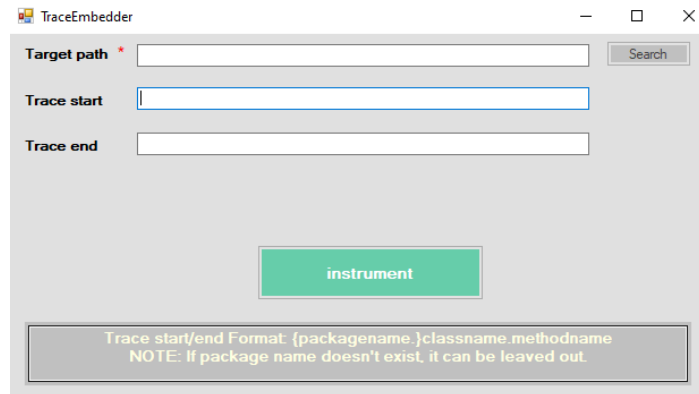 TraceEmbedder
Target path * Search
Trace start
Trace end
instrument
Trace start/end Format: {packagename.}classname.methodname
NOTE: If package name doesn't exist, it can be leaved out.